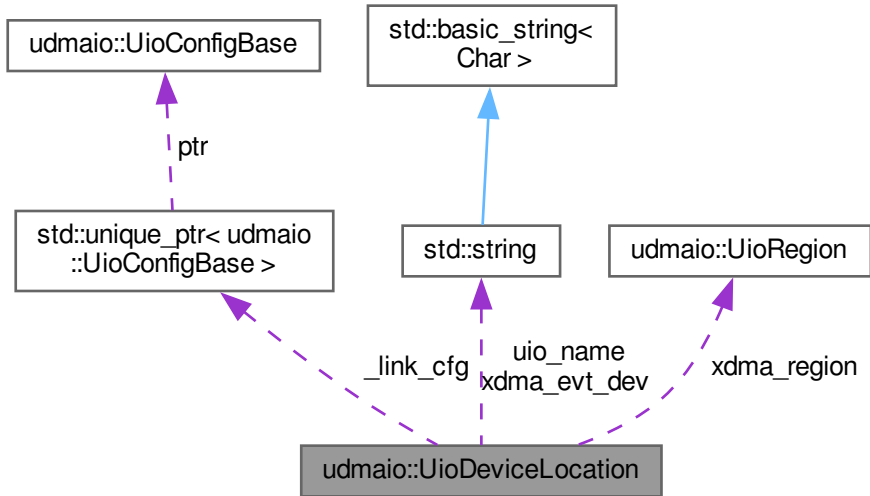 udmaio::UioConfigBase
std::basic_string<
Char >
ptr
std::unique_ptr< udmaio
::UioConfigBase >
std::string
udmaio::UioRegion
_link_cfg
uio_name
xdma_evt_dev
xdma_region
udmaio::UioDeviceLocation